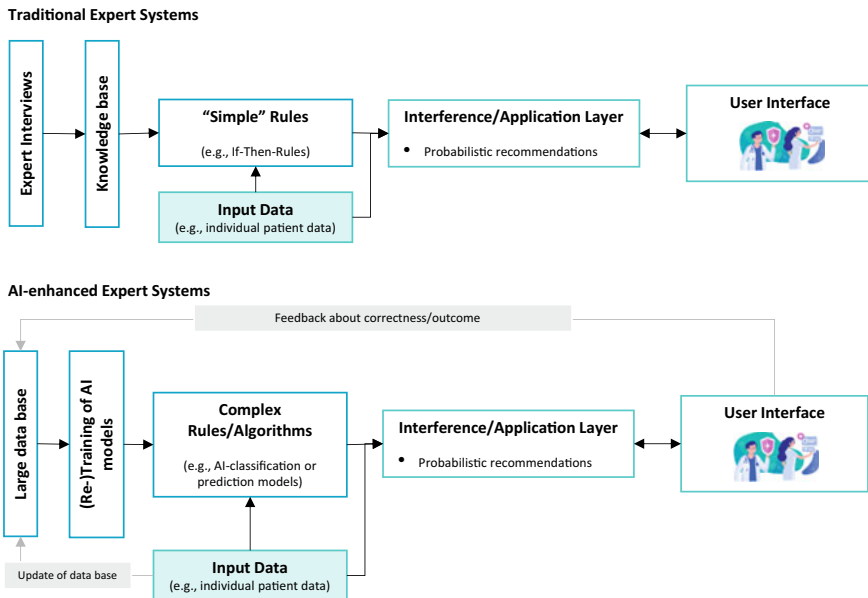 Traditional Expert Systems
Expert Interviews
Knowledge base
“Simple” Rules
(e.g., If-Then-Rules)
Input Data
(e.g., individual patient data)
Interference/Application Layer
• Probabilistic recommendations
User Interface
AI-enhanced Expert Systems
Feedback about correctness/outcome
Large data base
(Re-)Training of AI
models
Complex
Rules/Algorithms
(e.g., AI-classification or
prediction models)
Interference/Application Layer
• Probabilistic recommendations
User Interface
Update of data base
Input Data
(e.g., individual patient data)